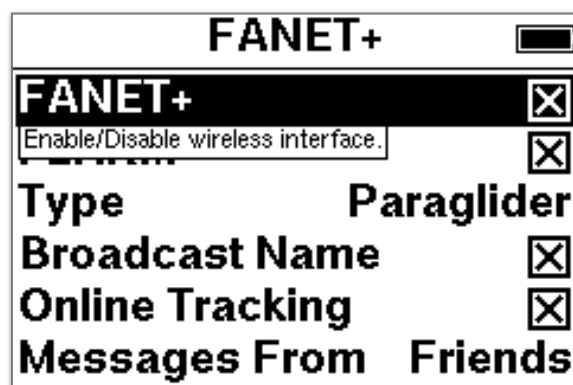 FANET+
FANET+
Enable/Disable wireless interface.
Type Paraglider
Broadcast Name
Online Tracking
Messages From Friends